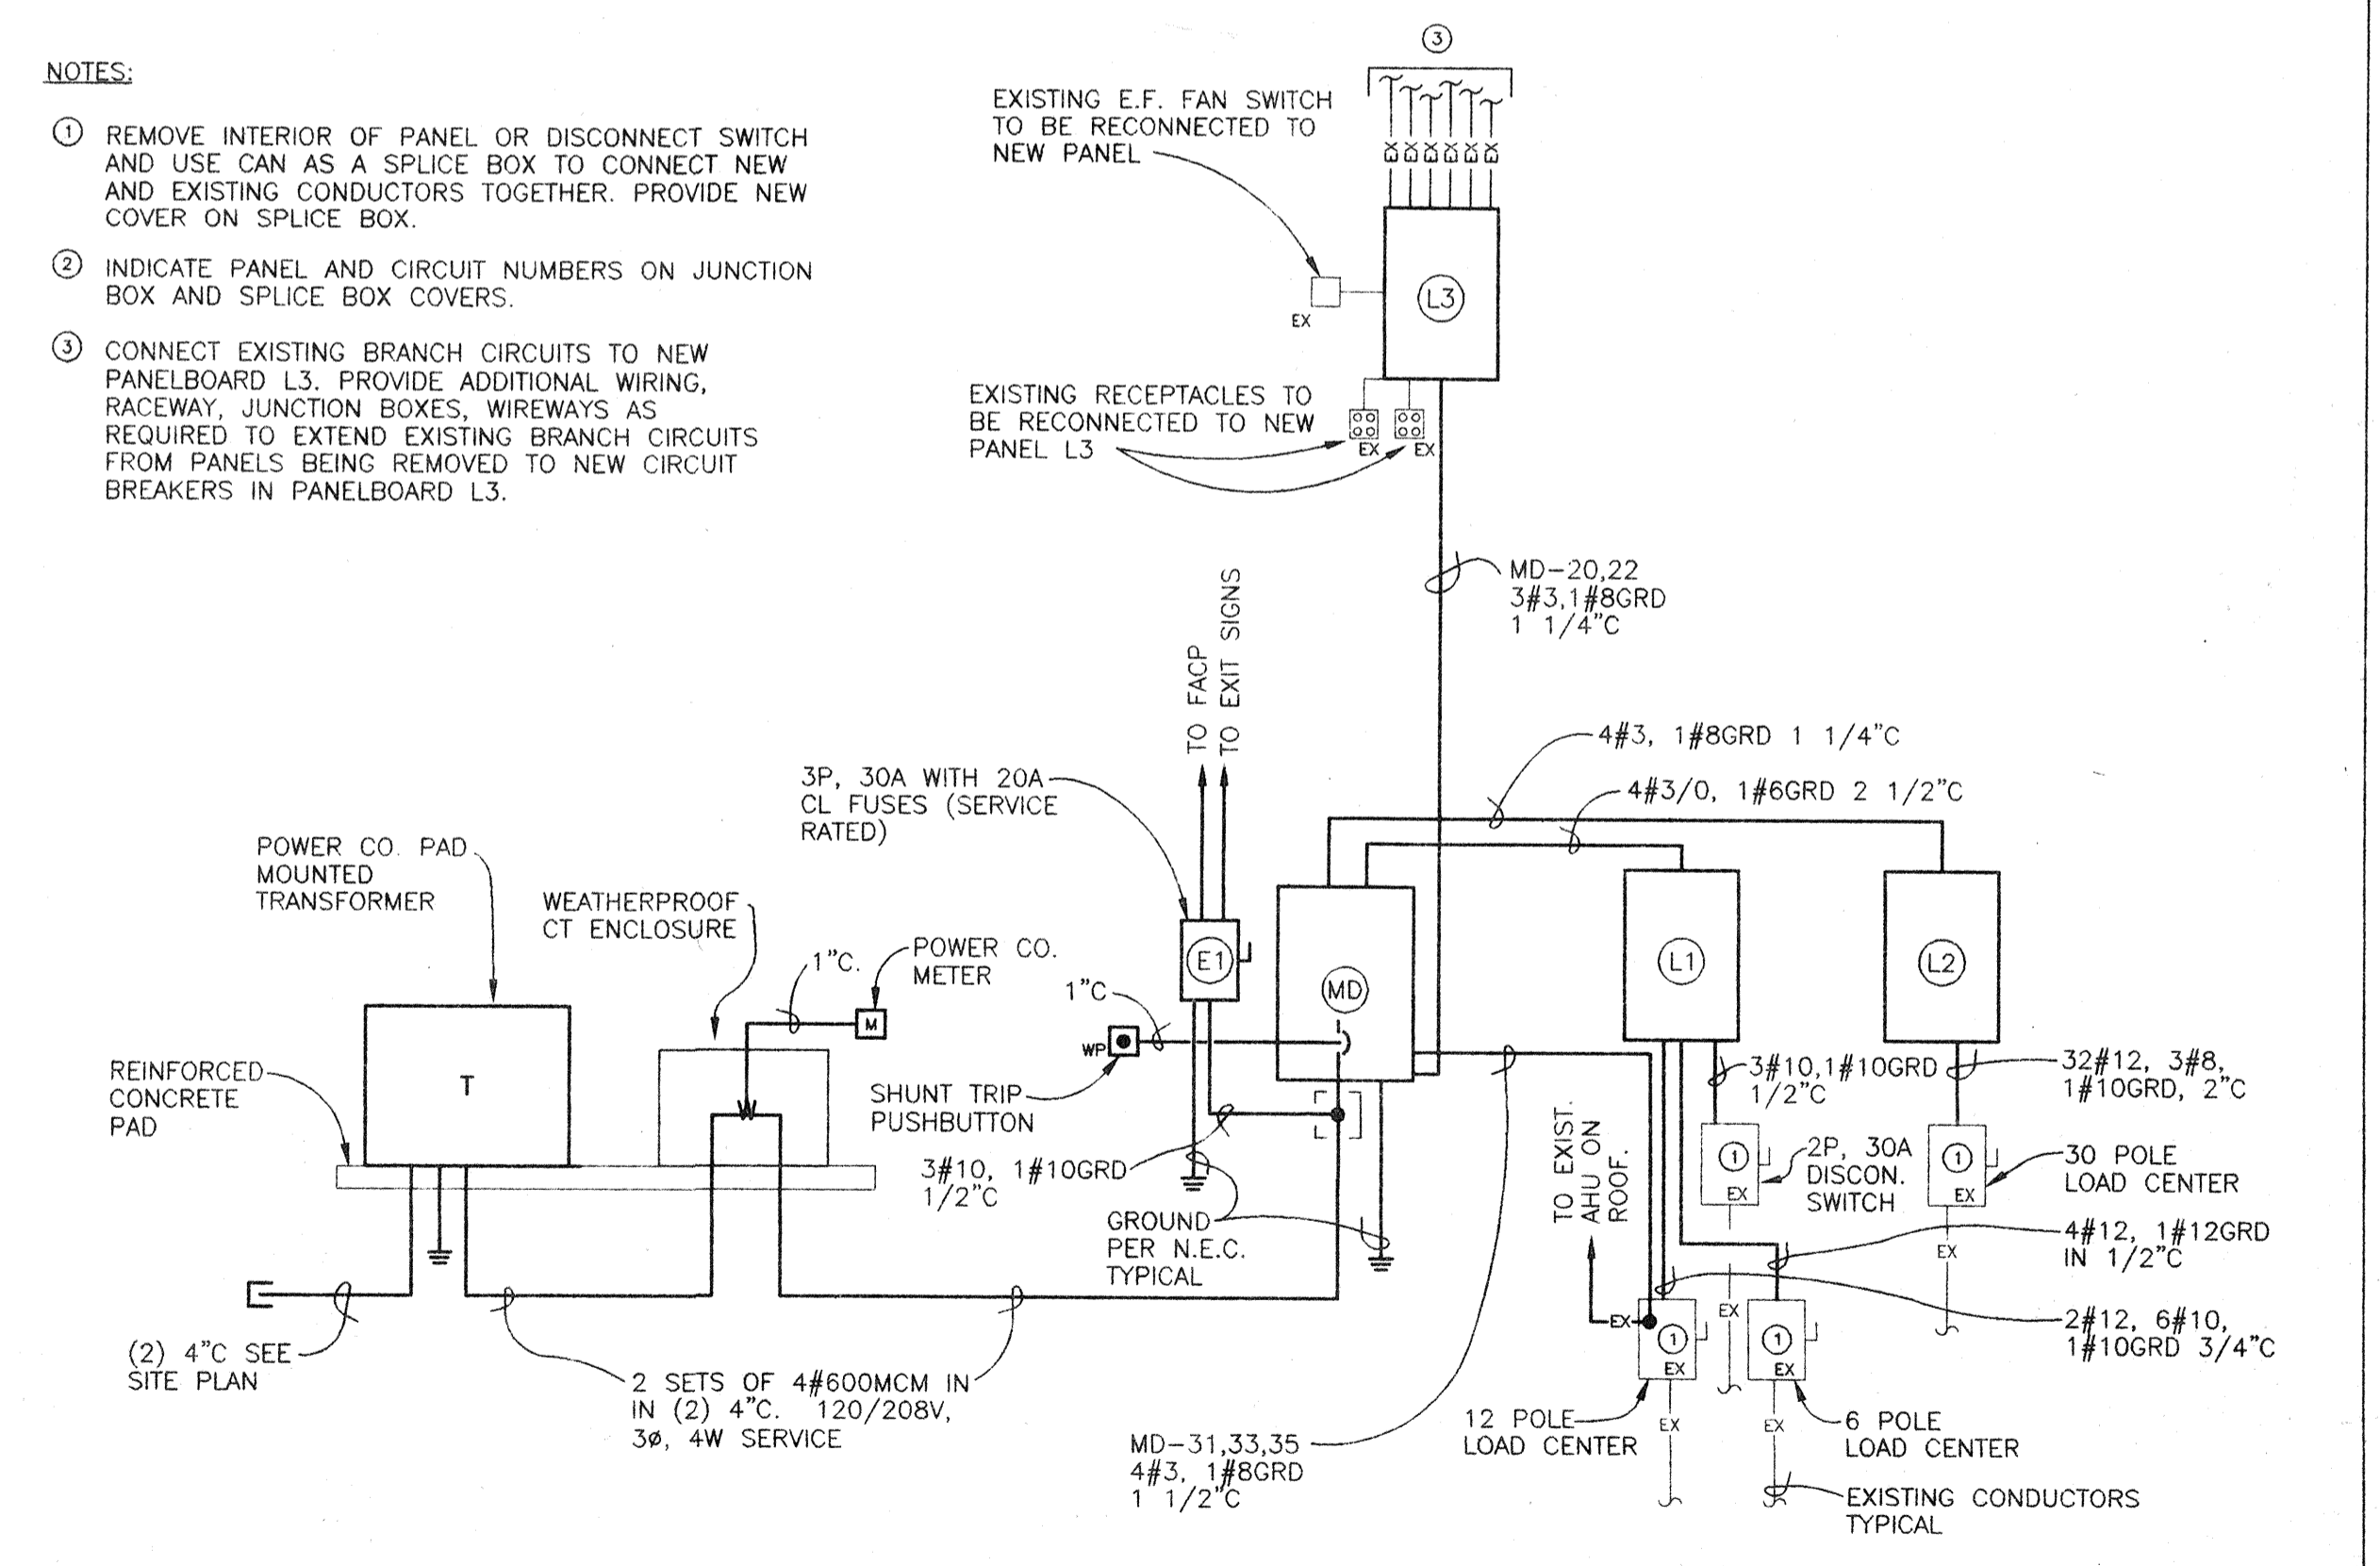 NOTES:
① REMOVE INTERIOR OF PANEL OR DISCONNECT SWITCH
AND USE CAN AS A SPLICE BOX TO CONNECT NEW
AND EXISTING CONDUCTORS TOGETHER. PROVIDE NEW
COVER ON SPLICE BOX.
② INDICATE PANEL AND CIRCUIT NUMBERS ON JUNCTION
BOX AND SPLICE BOX COVERS.
③ CONNECT EXISTING BRANCH CIRCUITS TO NEW
PANELBOARD L3. PROVIDE ADDITIONAL WIRING,
RACEWAY, JUNCTION BOXES, WIREWAYS AS
REQUIRED TO EXTEND EXISTING BRANCH CIRCUITS
FROM PANELS BEING REMOVED TO NEW CIRCUIT
BREAKERS IN PANELBOARD L3.
③
EXISTING E.F. FAN SWITCH
TO BE RECONNECTED TO
NEW PANEL
EX EX EX EX EX EX
L3
EX
EXISTING RECEPTACLES TO
BE RECONNECTED TO NEW
PANEL L3
EX
EX
MD-20,22
3#3,1#8GRD
1 1/4"C
TO FACP
TO EXIT SIGNS
4#3, 1#8GRD 1 1/4"C
4#3/0, 1#6GRD 2 1/2"C
3P, 30A WITH 20A
CL FUSES (SERVICE
RATED)
POWER CO. PAD
MOUNTED
TRANSFORMER
WEATHERPROOF
CT ENCLOSURE
1"C.
POWER CO.
METER
M
1"C
E1
MD
L1
L2
WP
SHUNT TRIP
PUSHBUTTON
T
REINFORCED
CONCRETE
PAD
3#10, 1#10GRD
1/2"C
GROUND
PER N.E.C.
TYPICAL
3#10,1#10GRD
1/2"C
32#12, 3#8,
1#10GRD, 2"C
TO EXIST.
AHU ON
ROOF.
①
EX
2P, 30A
DISCON.
SWITCH
①
EX
30 POLE
LOAD CENTER
4#12, 1#12GRD
IN 1/2"C
EX
EX
2#12, 6#10,
1#10GRD 3/4"C
EX
①
EX
①
EX
(2) 4"C SEE
SITE PLAN
2 SETS OF 4#600MCM IN
IN (2) 4"C. 120/208V,
3ø, 4W SERVICE
MD-31,33,35
4#3, 1#8GRD
1 1/2"C
12 POLE
LOAD CENTER
EX
EX
6 POLE
LOAD CENTER
EXISTING CONDUCTORS
TYPICAL